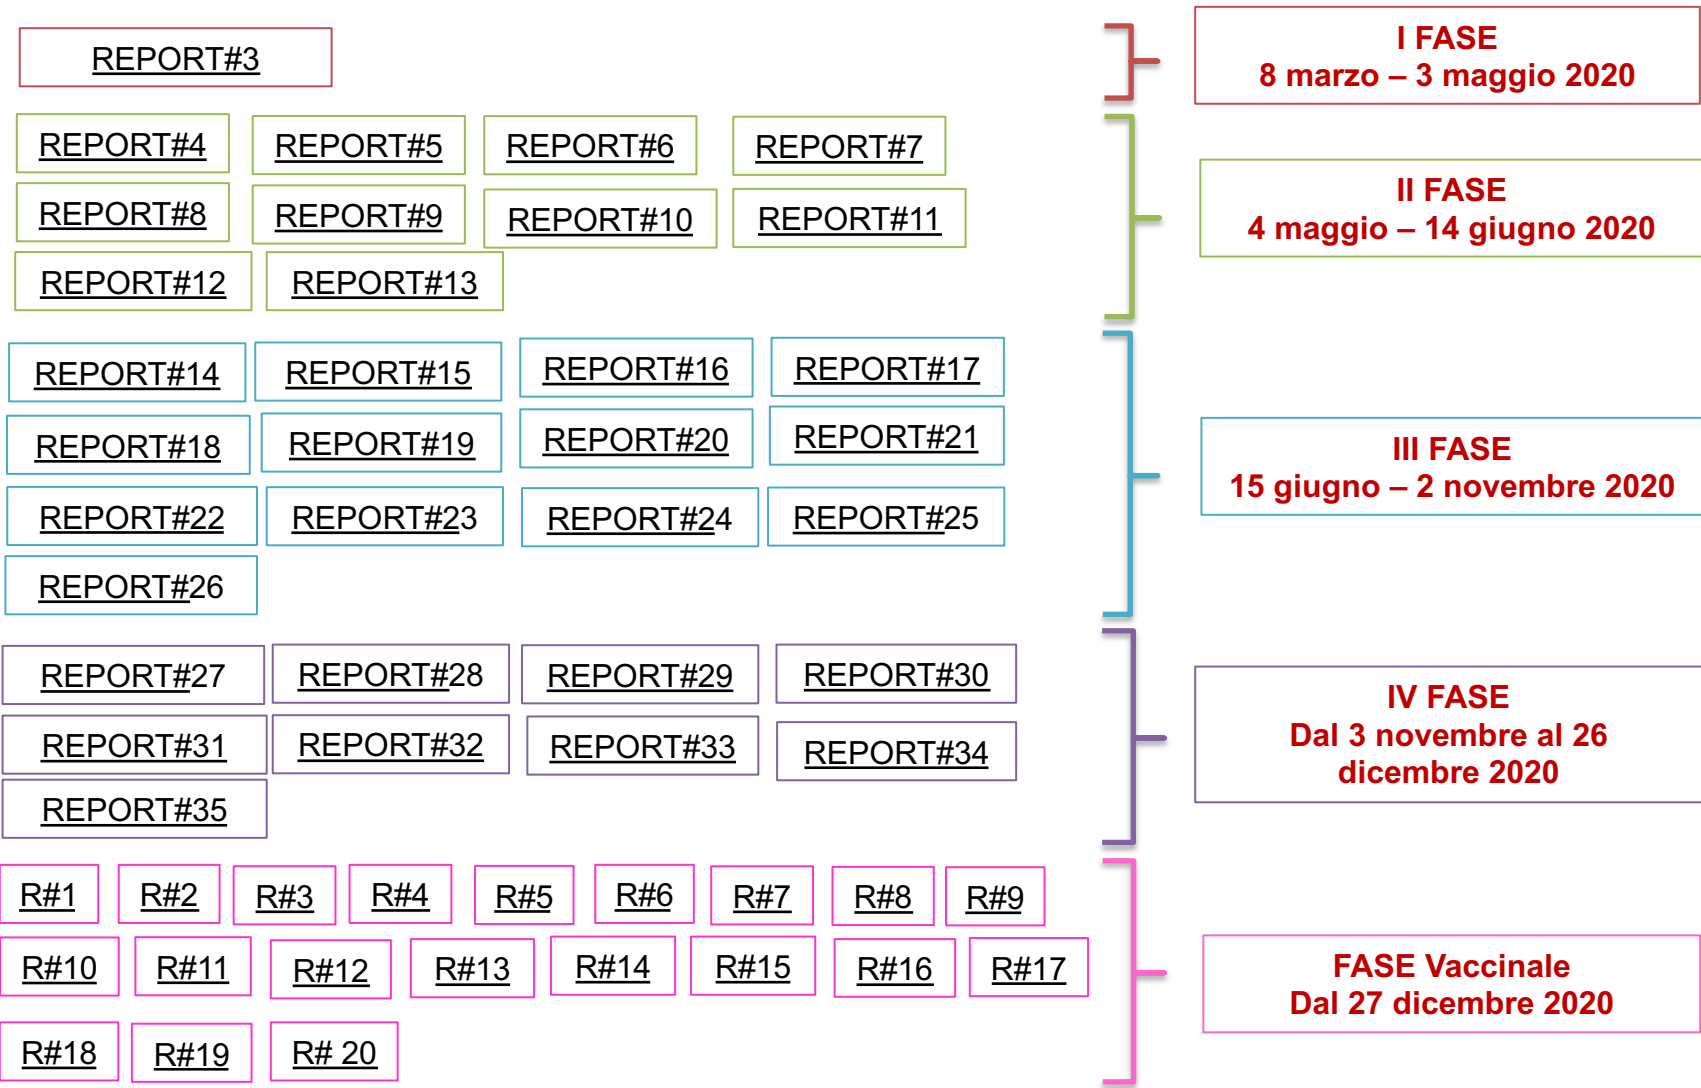 REPORT#3
I FASE
8 marzo – 3 maggio 2020
REPORT#4 REPORT#5 REPORT#6 REPORT#7
REPORT#8 REPORT#9 REPORT#10 REPORT#11
REPORT#12 REPORT#13
II FASE
4 maggio – 14 giugno 2020
REPORT#14 REPORT#15 REPORT#16 REPORT#17
REPORT#18 REPORT#19 REPORT#20 REPORT#21
REPORT#22 REPORT#23 REPORT#24 REPORT#25
REPORT#26
III FASE
15 giugno – 2 novembre 2020
REPORT#27 REPORT#28 REPORT#29 REPORT#30
REPORT#31 REPORT#32 REPORT#33 REPORT#34
REPORT#35
IV FASE
Dal 3 novembre al 26
dicembre 2020
R#1 R#2 R#3 R#4 R#5 R#6 R#7 R#8 R#9
R#10 R#11 R#12 R#13 R#14 R#15 R#16 R#17
R#18 R#19 R# 20
FASE Vaccinale
Dal 27 dicembre 2020